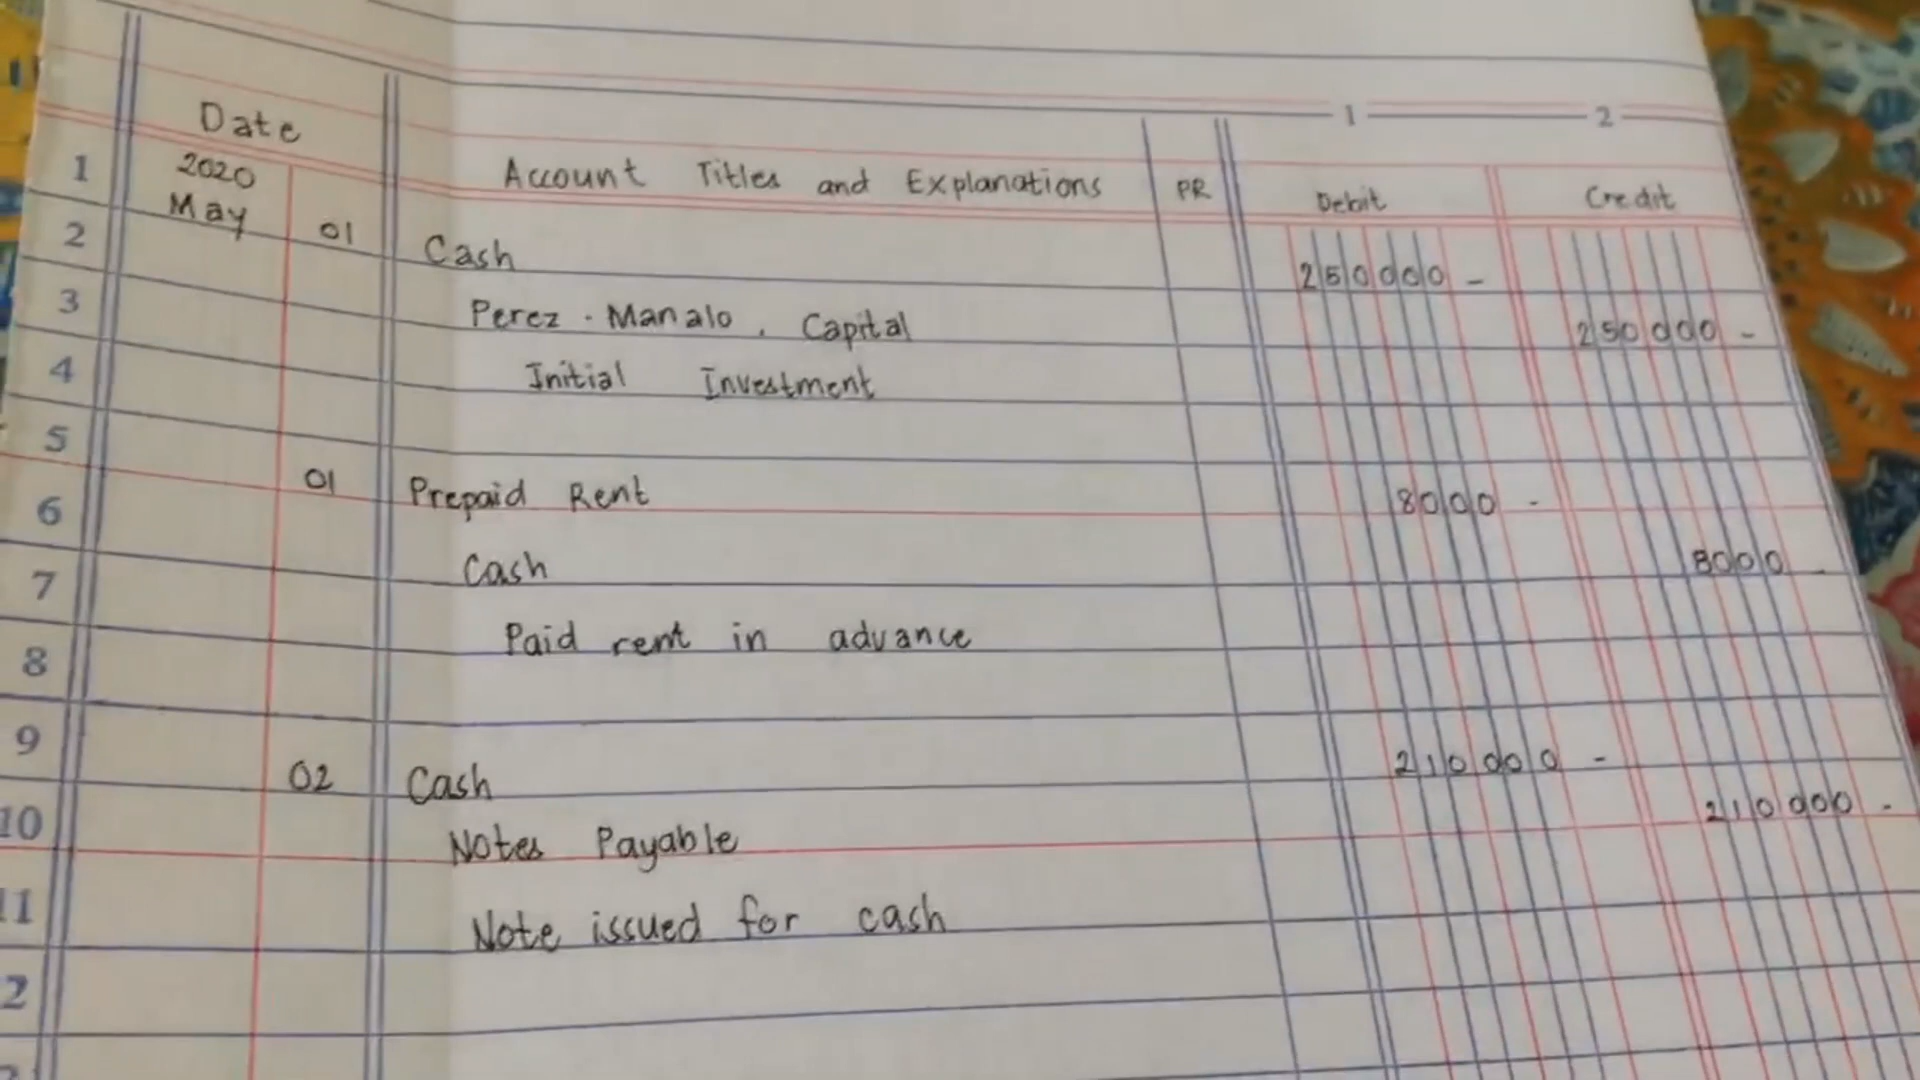 1 2
Date
1 2020 Account Titles and Explanations PR Debit Credit
2 May 01 Cash 250000 -
3 Perez - Manalo, Capital 250000 -
4 Initial Investment
5
6 01 Prepaid Rent 8000 -
7 Cash 8000 -
8 Paid rent in advance
9 02 Cash 210000 -
10 Notes Payable 210000 -
11 Note issued for cash
2